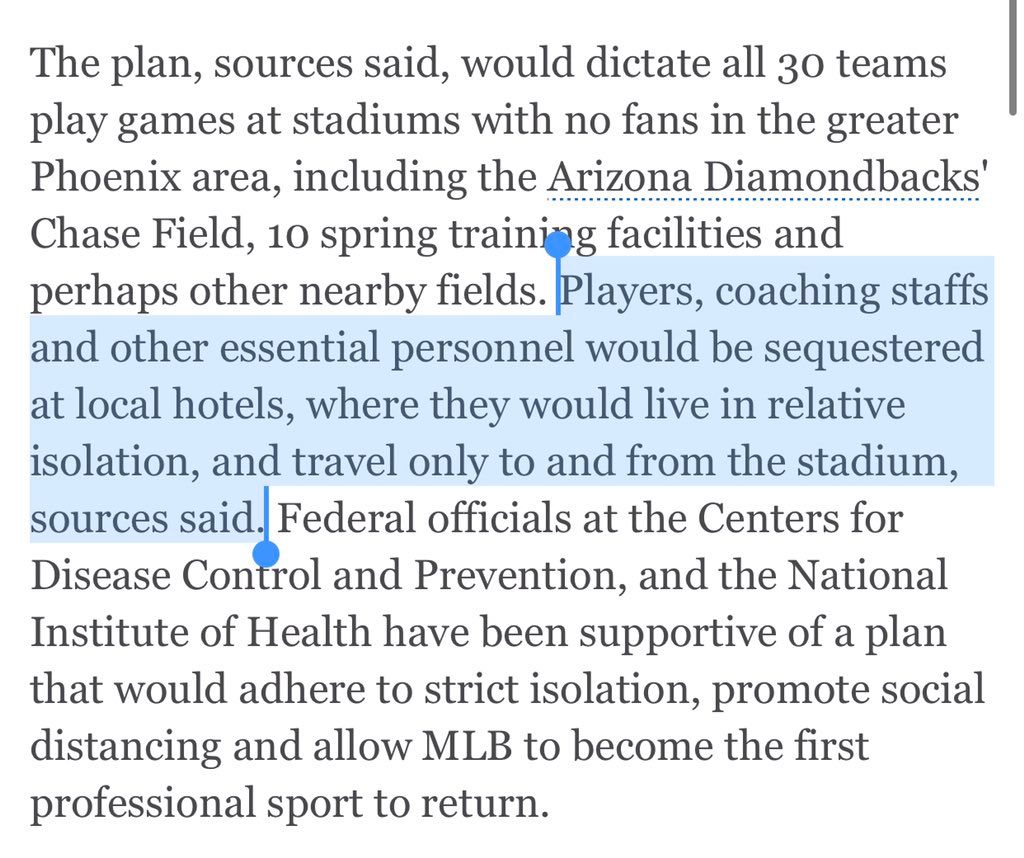 The plan, sources said, would dictate all 30 teams
play games at stadiums with no fans in the greater
Phoenix area, including the Arizona Diamondbacks'
Chase Field, 10 spring training facilities and
perhaps other nearby fields. Players, coaching staffs
and other essential personnel would be sequestered
at local hotels, where they would live in relative
isolation, and travel only to and from the stadium,
sources said. Federal officials at the Centers for
Disease Control and Prevention, and the National
Institute of Health have been supportive of a plan
that would adhere to strict isolation, promote social
distancing and allow MLB to become the first
professional sport to return.